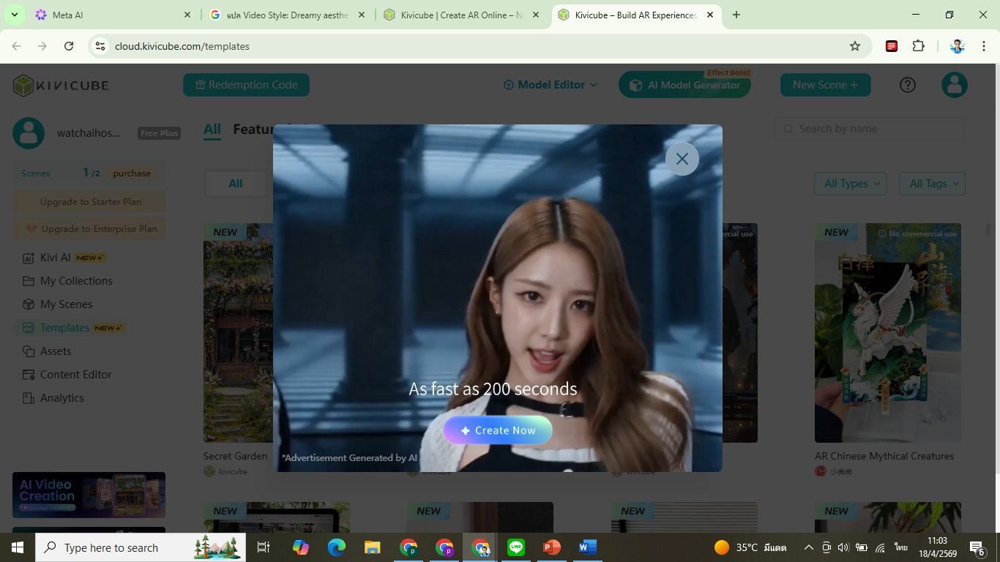 Meta AI
แปล Video Style: Dreamy aesthe
Kivicube | Create AR Online – N
Kivicube – Build AR Experiences
cloud.kivicube.com/templates
KIVICUBE
Redemption Code
Model Editor
AI Model Generator
Effect Boost
New Scene +
watchaihos...
Free Plan
All
Featur
Search by name
Scenes 1 /2 purchase
All
All Types
All Tags
Upgrade to Starter Plan
Upgrade to Enterprise Plan
Kivi AI NEW
My Collections
My Scenes
Templates NEW
Assets
Content Editor
Analytics
NEW
ercial use
NEW
No commercial use
白泽
As fast as 200 seconds
Create Now
*Advertisement Generated by AI
Secret Garden
kivicube
kivicube
kivicube
AR Chinese Mythical Creatures
AI Video
Creation
NEW
NEW
NEW
NEW
Type here to search
35°C มีแดด
ไทย
11:03
18/4/2569
6